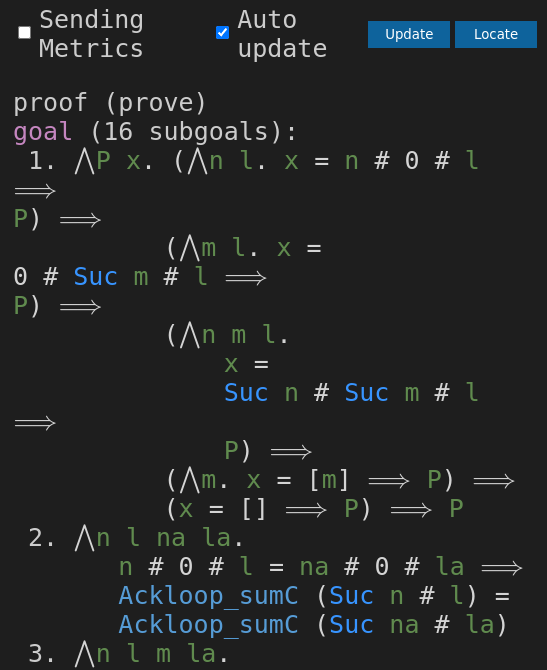 Sending Metrics
Auto update
Update
Locate
proof (prove)
goal (16 subgoals):
1. ⋀P x. (⋀n l. x = n # 0 # l
⟹
P) ⟹
(⋀m l. x =
0 # Suc m # l ⟹
P) ⟹
(⋀n m l.
x =
Suc n # Suc m # l
⟹
P) ⟹
(⋀m. x = [m] ⟹ P) ⟹
(x = [] ⟹ P) ⟹ P
2. ⋀n l na la.
n # 0 # l = na # 0 # la ⟹
Ackloop_sumC (Suc n # l) =
Ackloop_sumC (Suc na # la)
3. ⋀n l m la.